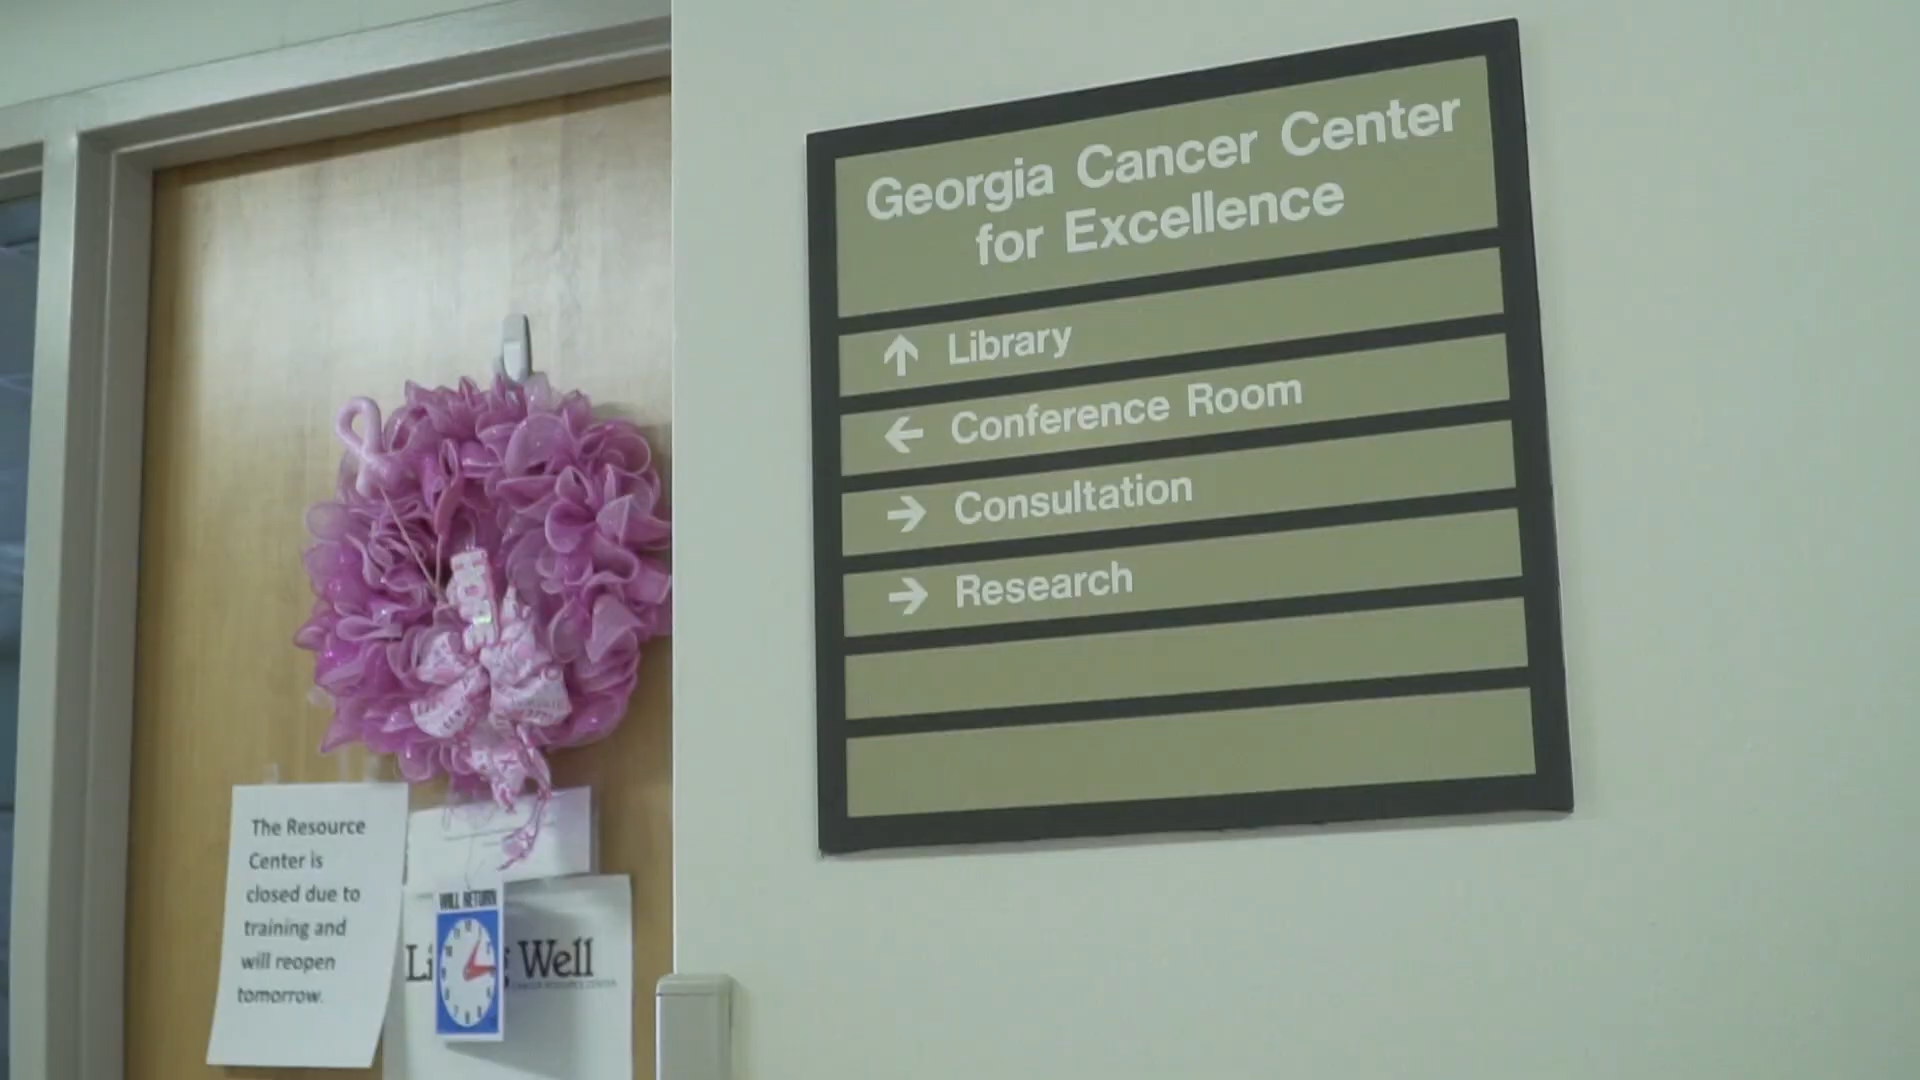 Georgia Cancer Center
for Excellence
↑ Library
← Conference Room
→ Consultation
→ Research
The Resource
Center is
closed due to
training and
will reopen
tomorrow.
WILL RETURN
Well